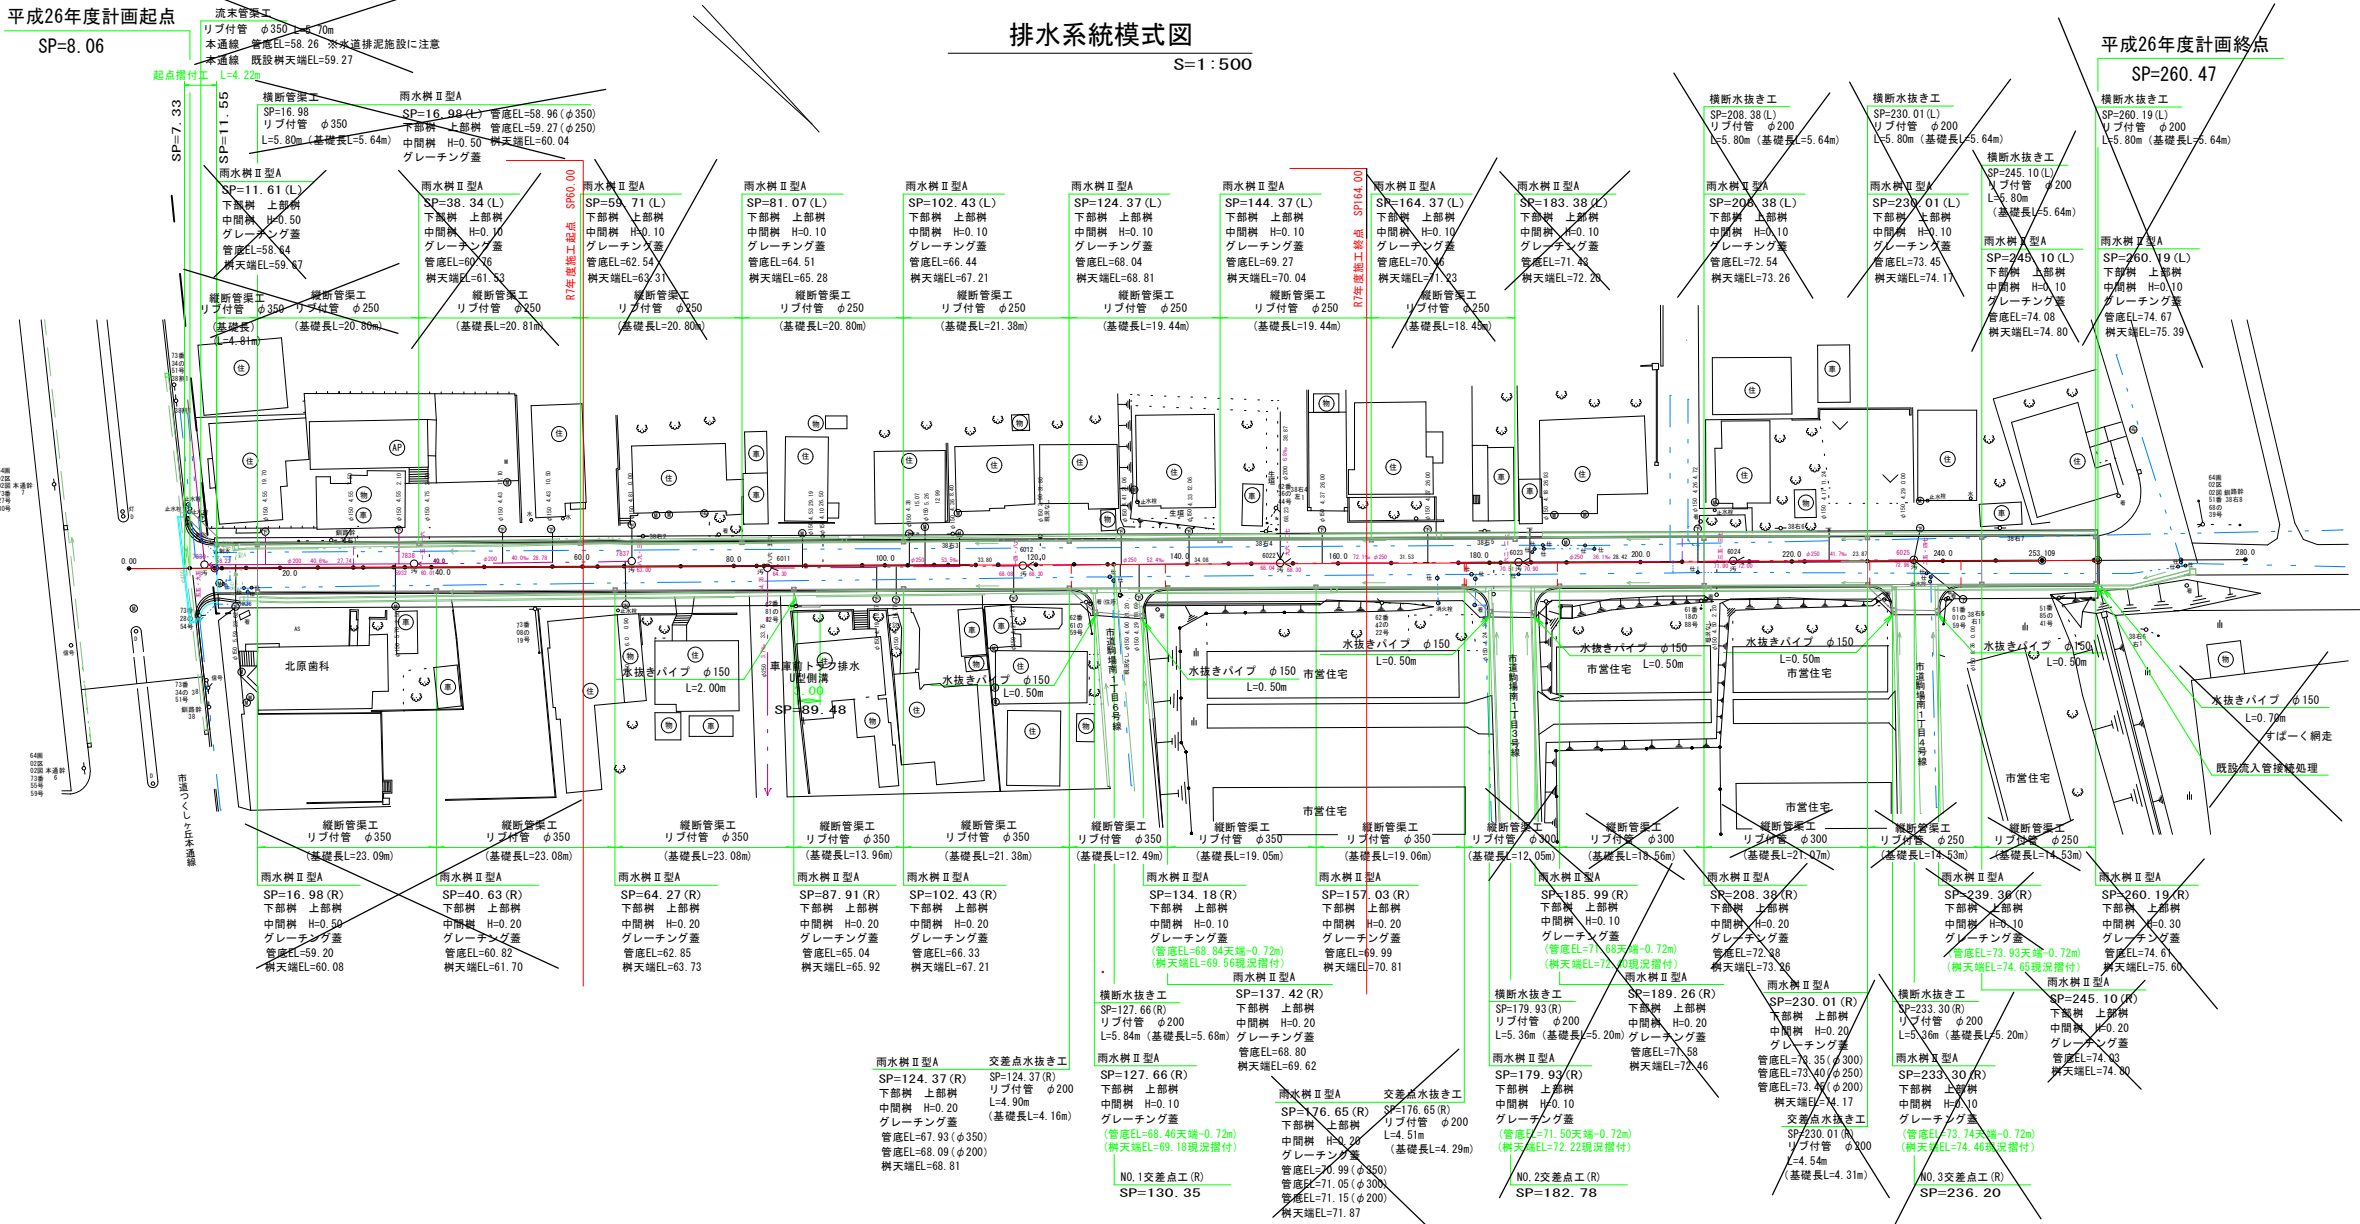 排水系統模式図
S=1:500
平成26年度計画起点
SP=8.06
平成26年度計画終点
SP=260.47
流末管渠工
リブ付管 φ350 L=5.70m
本通線 管底EL=58.26 ※水道排泥施設に注意
本通線 既設桝天端EL=59.27
起点摺付工 L=4.22m
SP=7.33
SP=11.55
横断管渠工
SP=16.98
リブ付管 φ350
L=5.80m (基礎長L=5.64m)
雨水桝Ⅱ型A
SP=16.98(L) 管底EL=58.96(φ350)
下部桝 上部桝 管底EL=59.27(φ250)
中間桝 H=0.50 桝天端EL=60.04
グレーチング蓋
雨水桝Ⅱ型A
SP=11.61(L)
下部桝 上部桝
中間桝 H=0.50
グレーチング蓋
管底EL=58.64
桝天端EL=59.67
雨水桝Ⅱ型A
SP=38.34(L)
下部桝 上部桝
中間桝 H=0.10
グレーチング蓋
管底EL=60.76
桝天端EL=61.53
R7年度施工起点 SP60.00
雨水桝Ⅱ型A
SP=59.71(L)
下部桝 上部桝
中間桝 H=0.10
グレーチング蓋
管底EL=62.54
桝天端EL=63.31
雨水桝Ⅱ型A
SP=81.07(L)
下部桝 上部桝
中間桝 H=0.10
グレーチング蓋
管底EL=64.51
桝天端EL=65.28
雨水桝Ⅱ型A
SP=102.43(L)
下部桝 上部桝
中間桝 H=0.10
グレーチング蓋
管底EL=66.44
桝天端EL=67.21
雨水桝Ⅱ型A
SP=124.37(L)
下部桝 上部桝
中間桝 H=0.10
グレーチング蓋
管底EL=68.04
桝天端EL=68.81
雨水桝Ⅱ型A
SP=144.37(L)
下部桝 上部桝
中間桝 H=0.10
グレーチング蓋
管底EL=69.27
桝天端EL=70.04
R7年度施工終点 SP164.00
雨水桝Ⅱ型A
SP=164.37(L)
下部桝 上部桝
中間桝 H=0.10
グレーチング蓋
管底EL=70.46
桝天端EL=71.23
雨水桝Ⅱ型A
SP=183.38(L)
下部桝 上部桝
中間桝 H=0.10
グレーチング蓋
管底EL=71.43
桝天端EL=72.20
横断水抜き工
SP=208.38(L)
リブ付管 φ200
L=5.80m (基礎長L=5.64m)
雨水桝Ⅱ型A
SP=208.38(L)
下部桝 上部桝
中間桝 H=0.10
グレーチング蓋
管底EL=72.54
桝天端EL=73.26
横断水抜き工
SP=230.01(L)
リブ付管 φ200
L=5.80m (基礎長L=5.64m)
雨水桝Ⅱ型A
SP=230.01(L)
下部桝 上部桝
中間桝 H=0.10
グレーチング蓋
管底EL=73.45
桝天端EL=74.17
横断水抜き工
SP=245.10(L)
リブ付管 φ200
L=5.80m
(基礎長L=5.64m)
雨水桝Ⅱ型A
SP=245.10(L)
下部桝 上部桝
中間桝 H=0.10
グレーチング蓋
管底EL=74.08
桝天端EL=74.80
横断水抜き工
SP=260.19(L)
リブ付管 φ200
L=5.80m (基礎長L=5.64m)
雨水桝Ⅱ型A
SP=260.19(L)
下部桝 上部桝
中間桝 H=0.10
グレーチング蓋
管底EL=74.67
桝天端EL=75.39
縦断管渠工
リブ付管 φ350
(基礎長)
L=4.81m)
縦断管渠工
リブ付管 φ250
(基礎長L=20.80m)
縦断管渠工
リブ付管 φ250
(基礎長L=20.81m)
縦断管渠工
リブ付管 φ250
(基礎長L=20.80m)
縦断管渠工
リブ付管 φ250
(基礎長L=20.80m)
縦断管渠工
リブ付管 φ250
(基礎長L=21.38m)
縦断管渠工
リブ付管 φ250
(基礎長L=19.44m)
縦断管渠工
リブ付管 φ250
(基礎長L=19.44m)
縦断管渠工
リブ付管 φ250
(基礎長L=18.45m)
0.00
20.0
40.0
60.0
80.0
100.0
120.0
140.0
160.0
180.0
200.0
220.0
240.0
253.109
280.0
北原歯科
市道つくしヶ丘本通線
水抜きパイプ φ150
L=2.00m
車庫前トラフ排水
U型側溝
SP=89.48
水抜きパイプ φ150
L=0.50m
市道駒場南1丁目6号線
水抜きパイプ φ150
L=0.50m
水抜きパイプ φ150
L=0.50m
市営住宅
市営住宅
市道駒場南1丁目3号線
水抜きパイプ φ150
L=0.50m
市営住宅
水抜きパイプ φ150
L=0.50m
市営住宅
市営住宅
市道駒場南1丁目4号線
水抜きパイプ φ150
L=0.50m
市営住宅
水抜きパイプ φ150
L=0.70m
すぱーく網走
既設流入管接続処理
縦断管渠工
リブ付管 φ350
(基礎長L=23.09m)
縦断管渠工
リブ付管 φ350
(基礎長L=23.08m)
縦断管渠工
リブ付管 φ350
(基礎長L=23.08m)
縦断管渠工
リブ付管 φ350
(基礎長L=13.96m)
縦断管渠工
リブ付管 φ350
(基礎長L=21.38m)
縦断管渠工
リブ付管 φ350
(基礎長L=12.49m)
縦断管渠工
リブ付管 φ350
(基礎長L=19.05m)
縦断管渠工
リブ付管 φ350
(基礎長L=19.06m)
縦断管渠工
リブ付管 φ300
(基礎長L=12.05m)
縦断管渠工
リブ付管 φ300
(基礎長L=18.56m)
縦断管渠工
リブ付管 φ300
(基礎長L=21.07m)
縦断管渠工
リブ付管 φ250
(基礎長L=14.53m)
縦断管渠工
リブ付管 φ250
(基礎長L=14.53m)
雨水桝Ⅱ型A
SP=16.98(R)
下部桝 上部桝
中間桝 H=0.50
グレーチング蓋
管底EL=59.20
桝天端EL=60.08
雨水桝Ⅱ型A
SP=40.63(R)
下部桝 上部桝
中間桝 H=0.20
グレーチング蓋
管底EL=60.82
桝天端EL=61.70
雨水桝Ⅱ型A
SP=64.27(R)
下部桝 上部桝
中間桝 H=0.20
グレーチング蓋
管底EL=62.85
桝天端EL=63.73
雨水桝Ⅱ型A
SP=87.91(R)
下部桝 上部桝
中間桝 H=0.20
グレーチング蓋
管底EL=65.04
桝天端EL=65.92
雨水桝Ⅱ型A
SP=102.43(R)
下部桝 上部桝
中間桝 H=0.20
グレーチング蓋
管底EL=66.33
桝天端EL=67.21
雨水桝Ⅱ型A
SP=134.18(R)
下部桝 上部桝
中間桝 H=0.10
グレーチング蓋
(管底EL=68.84天端-0.72m)
(桝天端EL=69.56現況摺付)
雨水桝Ⅱ型A
SP=157.03(R)
下部桝 上部桝
中間桝 H=0.20
グレーチング蓋
管底EL=69.99
桝天端EL=70.81
雨水桝Ⅱ型A
SP=185.99(R)
下部桝 上部桝
中間桝 H=0.10
グレーチング蓋
(管底EL=71.68天端-0.72m)
(桝天端EL=72.40現況摺付)
雨水桝Ⅱ型A
SP=208.38(R)
下部桝 上部桝
中間桝 H=0.20
グレーチング蓋
管底EL=72.38
桝天端EL=73.26
雨水桝Ⅱ型A
SP=239.36(R)
下部桝 上部桝
中間桝 H=0.10
グレーチング蓋
(管底EL=73.93天端-0.72m)
(桝天端EL=74.65現況摺付)
雨水桝Ⅱ型A
SP=260.19(R)
下部桝 上部桝
中間桝 H=0.30
グレーチング蓋
管底EL=74.61
桝天端EL=75.60
雨水桝Ⅱ型A
SP=124.37(R)
下部桝 上部桝
中間桝 H=0.20
グレーチング蓋
管底EL=67.93(φ350)
管底EL=68.09(φ200)
桝天端EL=68.81
交差点水抜き工
SP=124.37(R)
リブ付管 φ200
L=4.90m
(基礎長L=4.16m)
横断水抜き工
SP=127.66(R)
リブ付管 φ200
L=5.84m (基礎長L=5.68m)
雨水桝Ⅱ型A
SP=127.66(R)
下部桝 上部桝
中間桝 H=0.10
グレーチング蓋
(管底EL=68.46天端-0.72m)
(桝天端EL=69.18現況摺付)
NO.1交差点工(R)
SP=130.35
雨水桝Ⅱ型A
SP=137.42(R)
下部桝 上部桝
中間桝 H=0.20
グレーチング蓋
管底EL=68.80
桝天端EL=69.62
雨水桝Ⅱ型A
SP=176.65(R)
下部桝 上部桝
中間桝 H=0.20
グレーチング蓋
管底EL=70.99(φ350)
管底EL=71.05(φ300)
管底EL=71.15(φ200)
桝天端EL=71.87
交差点水抜き工
SP=176.65(R)
リブ付管 φ200
L=4.51m
(基礎長L=4.29m)
横断水抜き工
SP=179.93(R)
リブ付管 φ200
L=5.36m (基礎長L=5.20m)
雨水桝Ⅱ型A
SP=179.93(R)
下部桝 上部桝
中間桝 H=0.10
グレーチング蓋
(管底EL=71.50天端-0.72m)
(桝天端EL=72.22現況摺付)
NO.2交差点工(R)
SP=182.78
雨水桝Ⅱ型A
SP=189.26(R)
下部桝 上部桝
中間桝 H=0.20
グレーチング蓋
管底EL=71.58
桝天端EL=72.46
雨水桝Ⅱ型A
SP=230.01(R)
下部桝 上部桝
中間桝 H=0.20
グレーチング蓋
管底EL=73.35(φ300)
管底EL=73.40(φ250)
管底EL=73.45(φ200)
桝天端EL=74.17
交差点水抜き工
SP=230.01(R)
リブ付管 φ200
L=4.54m
(基礎長L=4.31m)
横断水抜き工
SP=233.30(R)
リブ付管 φ200
L=5.36m (基礎長L=5.20m)
雨水桝Ⅱ型A
SP=233.30(R)
下部桝 上部桝
中間桝 H=0.10
グレーチング蓋
(管底EL=73.74天端-0.72m)
(桝天端EL=74.46現況摺付)
NO.3交差点工(R)
SP=236.20
雨水桝Ⅱ型A
SP=245.10(R)
下部桝 上部桝
中間桝 H=0.20
グレーチング蓋
管底EL=74.03
桝天端EL=74.80